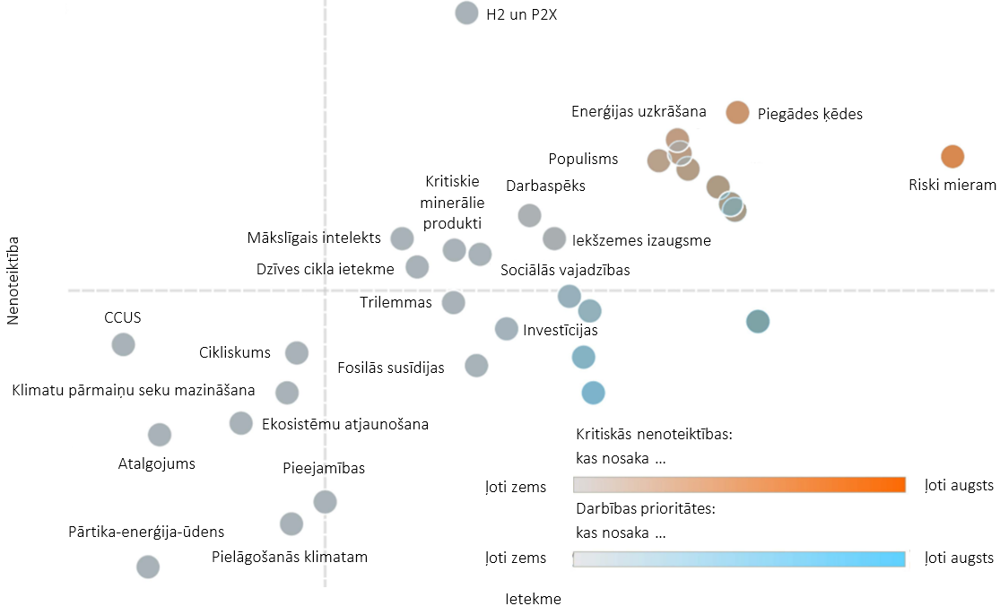 H2 un P2X
Enerģijas uzkrāšana
Piegādes ķēdes
Populisms
Riski mieram
Kritiskie
minerālie
produkti
Darbaspēks
Mākslīgais intelekts
Iekšzemes izaugsme
Dzīves cikla ietekme
Sociālās vajadzības
Nenoteiktība
Trilemmas
CCUS
Investīcijas
Cikliskums
Fosilās susīdijas
Klimatu pārmaiņu seku mazināšana
Ekosistēmu atjaunošana
Atalgojums
Pieejamības
Pārtika-enerģija-ūdens
Pielāgošanās klimatam
Kritiskās nenoteiktības:
kas nosaka ...
ļoti zems
ļoti augsts
Darbības prioritātes:
kas nosaka ...
ļoti zems
ļoti augsts
Ietekme